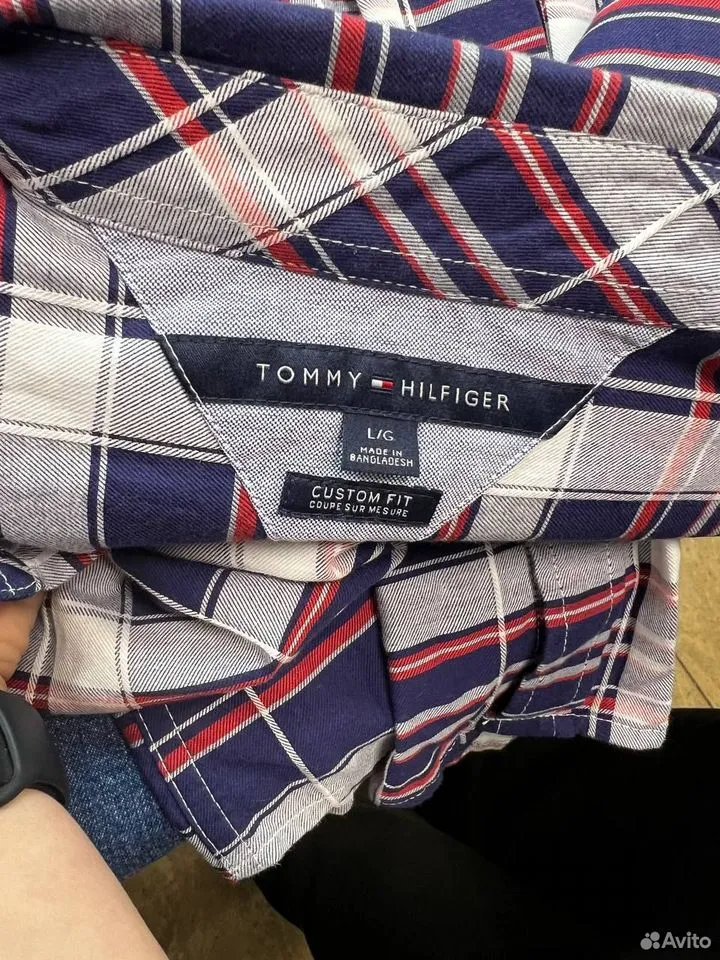 TOMMY HILFIGER
L/G
MADE IN
BANGLADESH
CUSTOM FIT
COUPE SUR MESURE
Avito